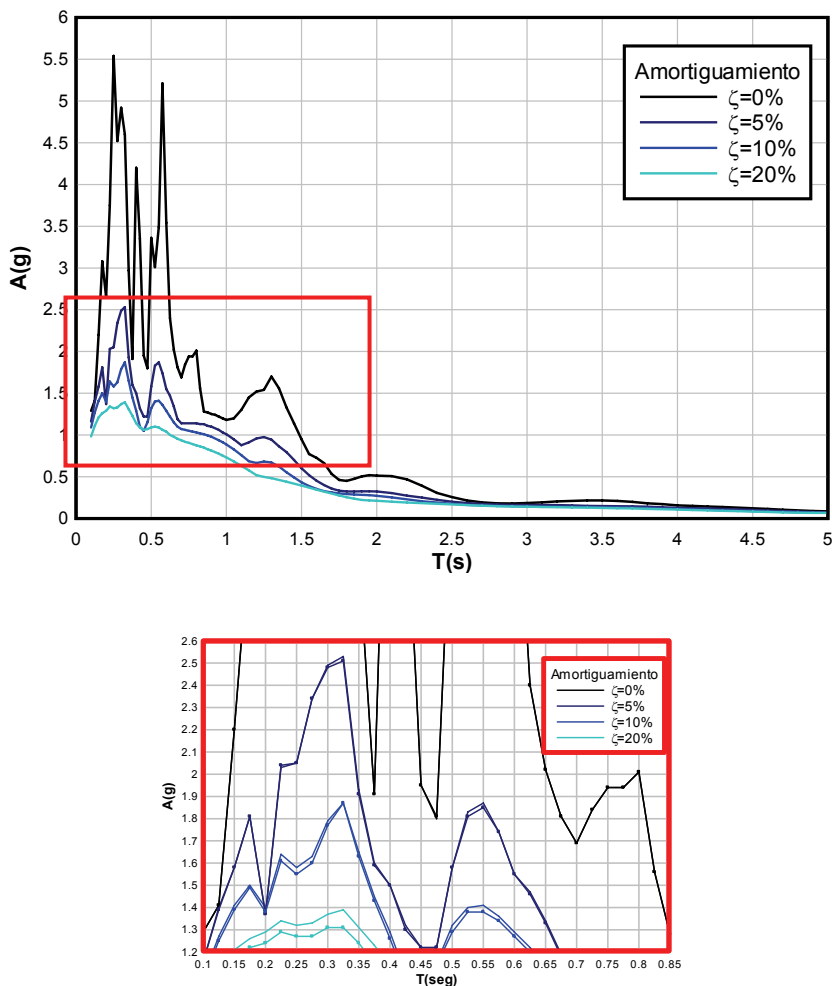 6
5.5
5
4.5
4
3.5
3
2.5
2
1.5
1
0.5
0
A(g)
0 0.5 1 1.5 2 2.5 3 3.5 4 4.5 5
T(s)
Amortiguamiento
ζ=0%
ζ=5%
ζ=10%
ζ=20%
2.6
2.5
2.4
2.3
2.2
2.1
2
1.9
1.8
1.7
1.6
1.5
1.4
1.3
1.2
A(g)
0.1 0.15 0.2 0.25 0.3 0.35 0.4 0.45 0.5 0.55 0.6 0.65 0.7 0.75 0.8 0.85
T(seg)
Amortiguamiento
ζ=0%
ζ=5%
ζ=10%
ζ=20%